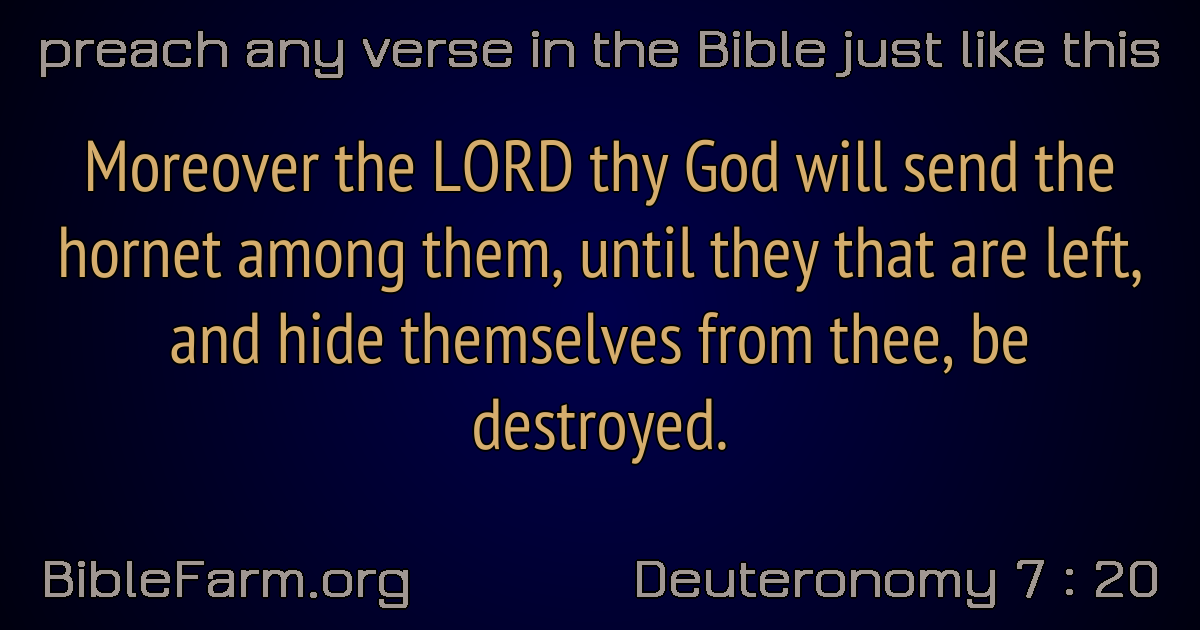 preach any verse in the Bible just like this
Moreover the LORD thy God will send the
hornet among them, until they that are left,
and hide themselves from thee, be
destroyed.
BibleFarm.org
Deuteronomy 7 : 20